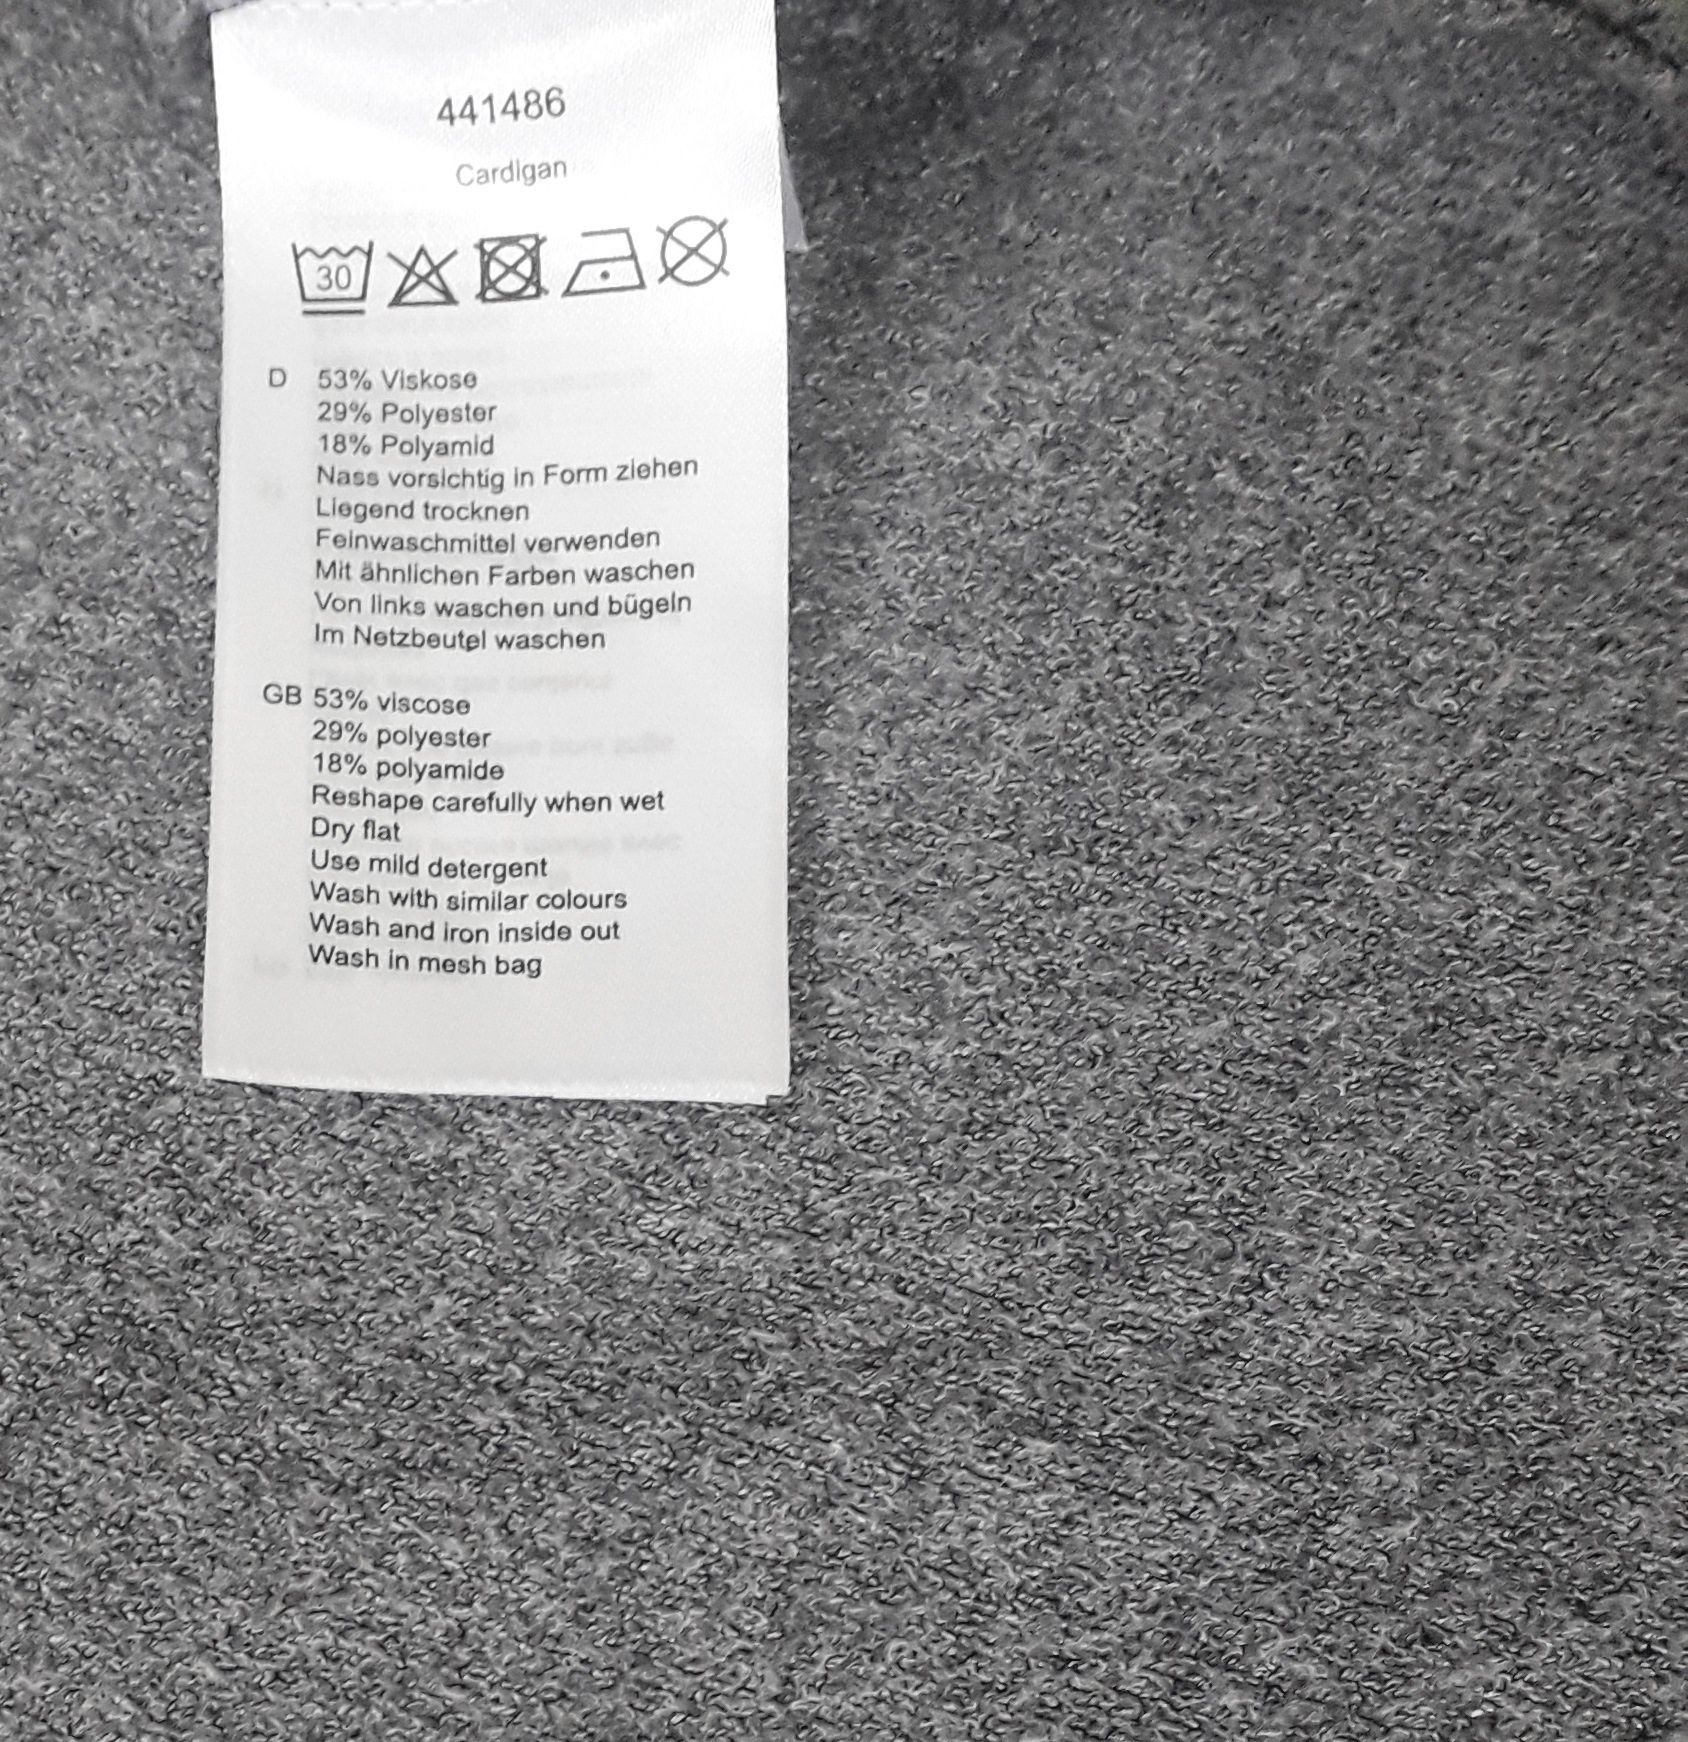 441486
Cardigan
30
D 53% Viskose
29% Polyester
18% Polyamid
Nass vorsichtig in Form ziehen
Liegend trocknen
Feinwaschmittel verwenden
Mit ähnlichen Farben waschen
Von links waschen und bügeln
Im Netzbeutel waschen
GB 53% viscose
29% polyester
18% polyamide
Reshape carefully when wet
Dry flat
Use mild detergent
Wash with similar colours
Wash and iron inside out
Wash in mesh bag